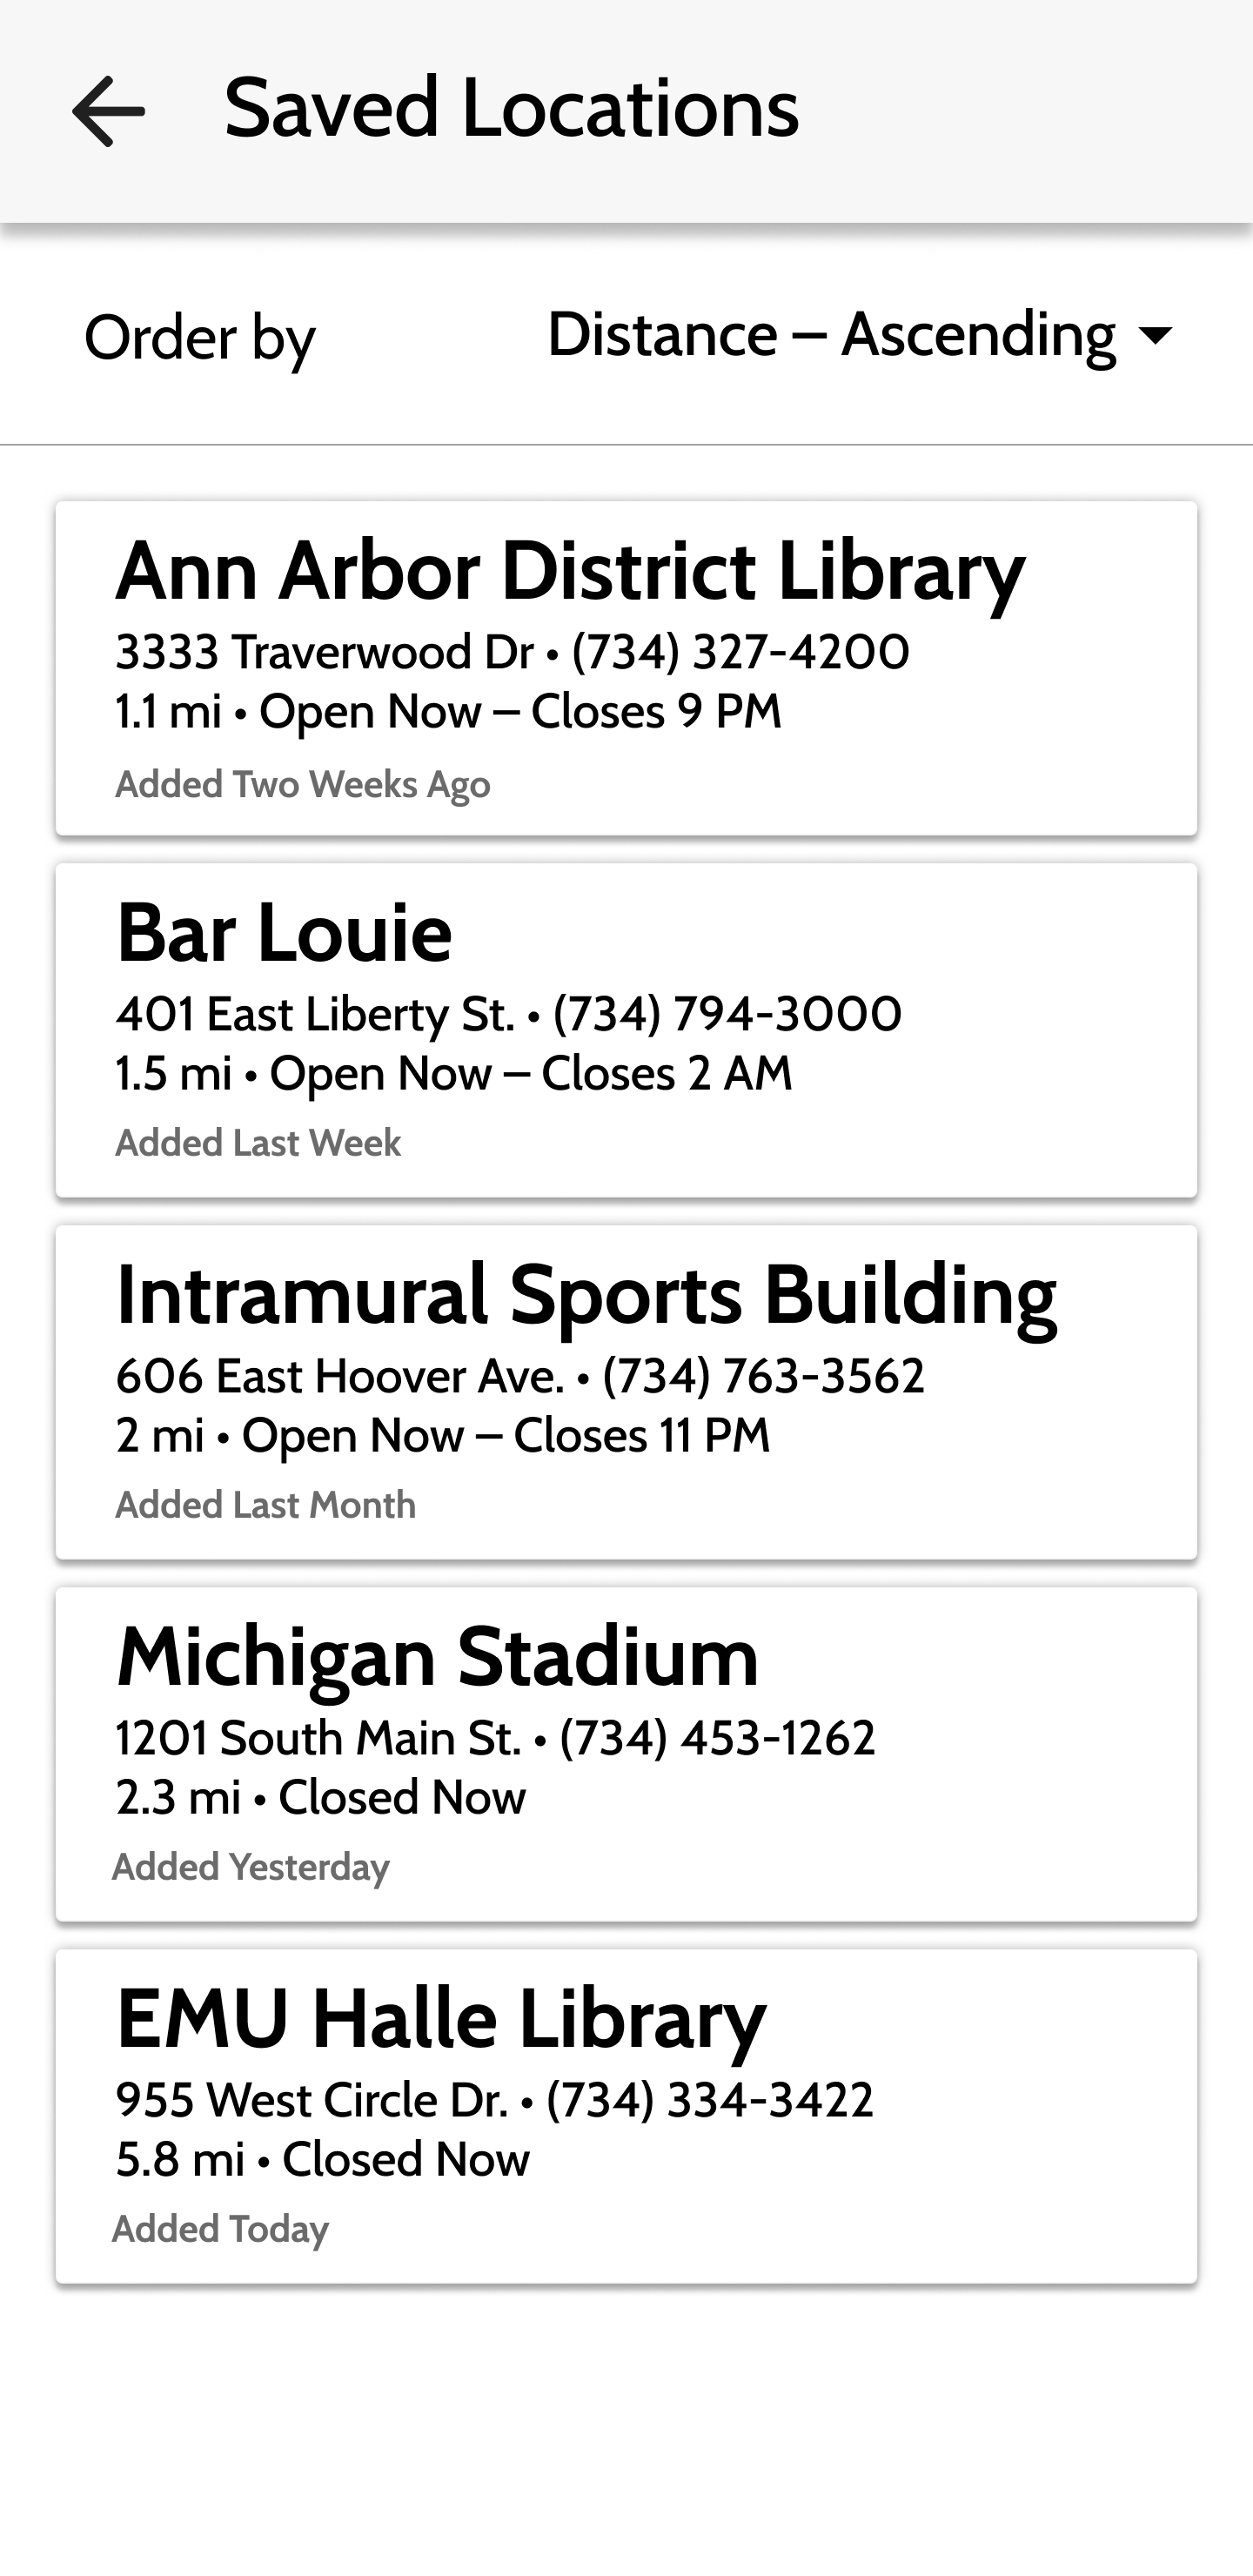 Saved Locations
Order by
Distance – Ascending
Ann Arbor District Library
3333 Traverwood Dr • (734) 327-4200
1.1 mi • Open Now – Closes 9 PM
Added Two Weeks Ago
Bar Louie
401 East Liberty St. • (734) 794-3000
1.5 mi • Open Now – Closes 2 AM
Added Last Week
Intramural Sports Building
606 East Hoover Ave. • (734) 763-3562
2 mi • Open Now – Closes 11 PM
Added Last Month
Michigan Stadium
1201 South Main St. • (734) 453-1262
2.3 mi • Closed Now
Added Yesterday
EMU Halle Library
955 West Circle Dr. • (734) 334-3422
5.8 mi • Closed Now
Added Today